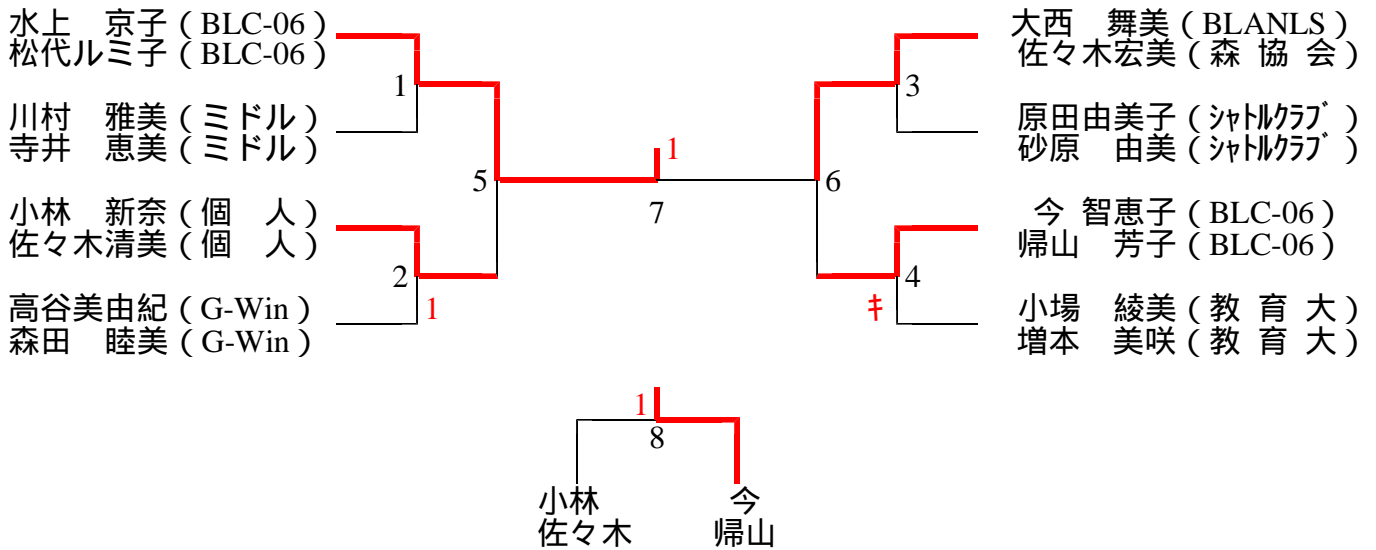 水上　京子（BLC-06）
松代ルミ子（BLC-06）
1
川村　雅美（ミドル）
寺井　恵美（ミドル）
5
小林　新奈（個　人）
佐々木清美（個　人）
2
高谷美由紀（G-Win）
1
森田　睦美（G-Win）
1
7
大西　舞美（BLANLS）
佐々木宏美（森 協 会）
3
原田由美子（ｼｬﾄﾙｸﾗﾌﾞ）
砂原　由美（ｼｬﾄﾙｸﾗﾌﾞ）
6
今 智恵子（BLC-06）
帰山　芳子（BLC-06）
4
ｷ
小場　綾美（教 育 大）
増本　美咲（教 育 大）
1
8
小林　今
佐々木　帰山